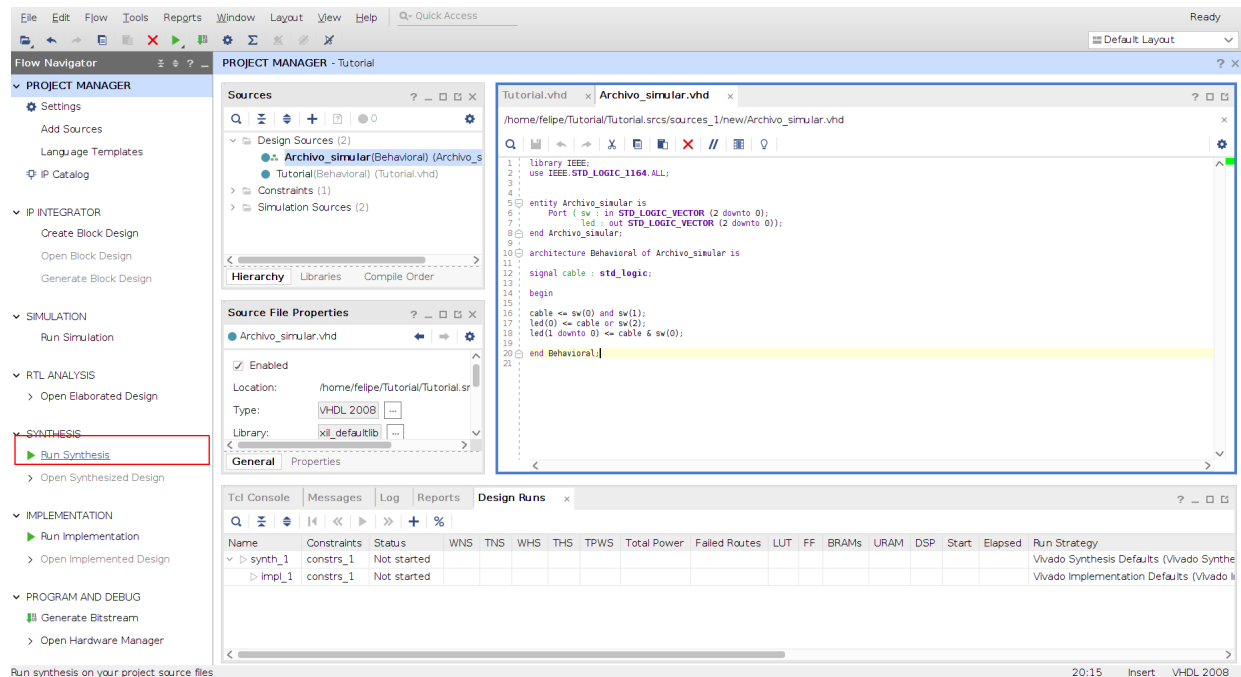 File Edit Flow Tools Reports Window Layout View Help Quick Access Ready
Default Layout
Flow Navigator
PROJECT MANAGER - Tutorial
PROJECT MANAGER
Settings
Add Sources
Language Templates
IP Catalog
IP INTEGRATOR
Create Block Design
Open Block Design
Generate Block Design
SIMULATION
Run Simulation
RTL ANALYSIS
Open Elaborated Design
SYNTHESIS
Run Synthesis
Open Synthesized Design
IMPLEMENTATION
Run Implementation
Open Implemented Design
PROGRAM AND DEBUG
Generate Bitstream
Open Hardware Manager
Sources
0
Design Sources (2)
Archivo_simular(Behavioral) (Archivo_s
Tutorial(Behavioral) (Tutorial.vhd)
Constraints (1)
Simulation Sources (2)
Hierarchy Libraries Compile Order
Source File Properties
Archivo_simular.vhd
Enabled
Location: /home/felipe/Tutorial/Tutorial.sr
Type: VHDL 2008
Library: xil_defaultlib
General Properties
Tutorial.vhd Archivo_simular.vhd
/home/felipe/Tutorial/Tutorial.srcs/sources_1/new/Archivo_simular.vhd
1 library IEEE;
2 use IEEE.STD_LOGIC_1164.ALL;
3
4
5 entity Archivo_simular is
6 Port ( sw : in STD_LOGIC_VECTOR (2 downto 0);
7 led : out STD_LOGIC_VECTOR (2 downto 0));
8 end Archivo_simular;
9
10 architecture Behavioral of Archivo_simular is
11
12 signal cable : std_logic;
13
14 begin
15
16 cable <= sw(0) and sw(1);
17 led(0) <= cable or sw(2);
18 led(1 downto 0) <= cable & sw(0);
19
20 end Behavioral;
21
Tcl Console Messages Log Reports Design Runs
Name Constraints Status WNS TNS WHS THS TPWS Total Power Failed Routes LUT FF BRAMs URAM DSP Start Elapsed Run Strategy
synth_1 constrs_1 Not started Vivado Synthesis Defaults (Vivado Synthe
impl_1 constrs_1 Not started Vivado Implementation Defaults (Vivado I
Run synthesis on your project source files 20:15 Insert VHDL 2008